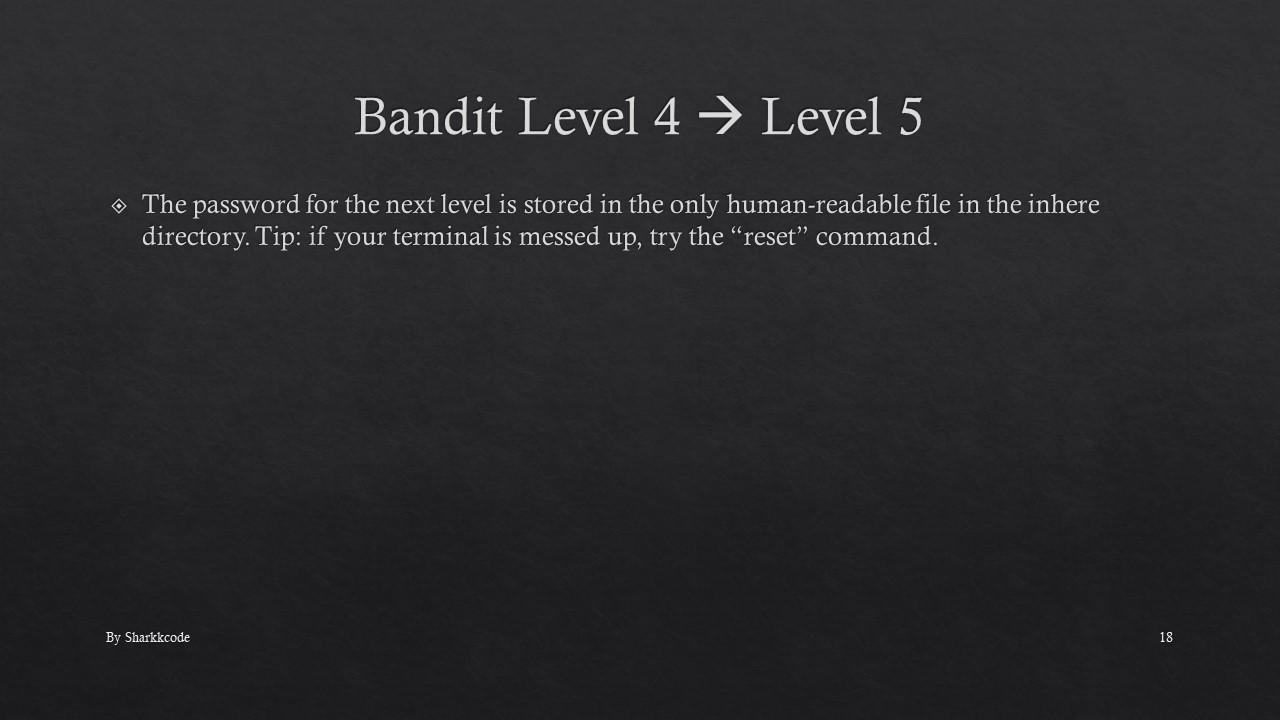 Bandit Level 4 → Level 5
The password for the next level is stored in the only human-readable file in the inhere
directory. Tip: if your terminal is messed up, try the “reset” command.
By Sharkkcode
18